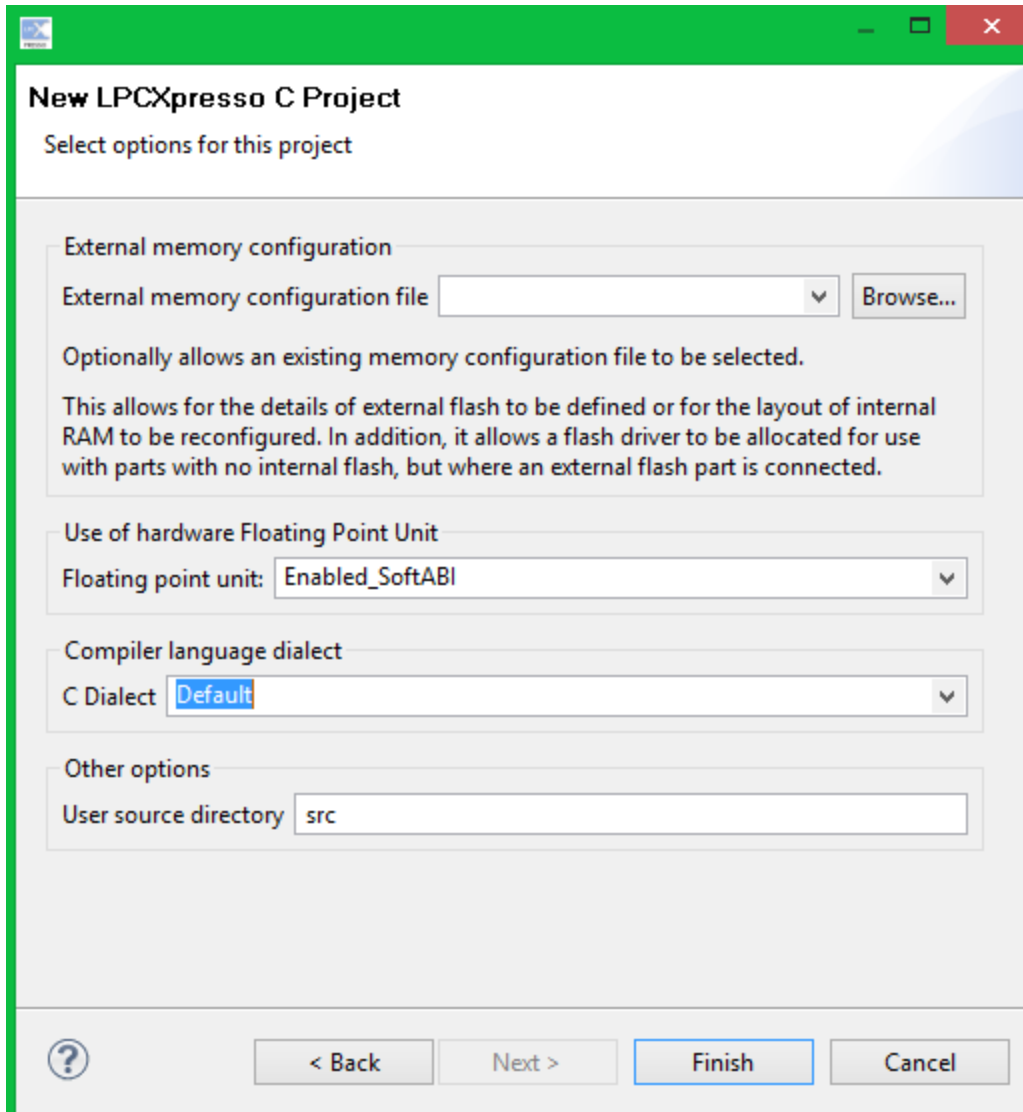 New LPCXpresso C Project
Select options for this project
External memory configuration
External memory configuration file
Browse...
Optionally allows an existing memory configuration file to be selected.
This allows for the details of external flash to be defined or for the layout of internal
RAM to be reconfigured. In addition, it allows a flash driver to be allocated for use
with parts with no internal flash, but where an external flash part is connected.
Use of hardware Floating Point Unit
Floating point unit: Enabled_SoftABI
Compiler language dialect
C Dialect Default
Other options
User source directory src
? < Back Next > Finish Cancel